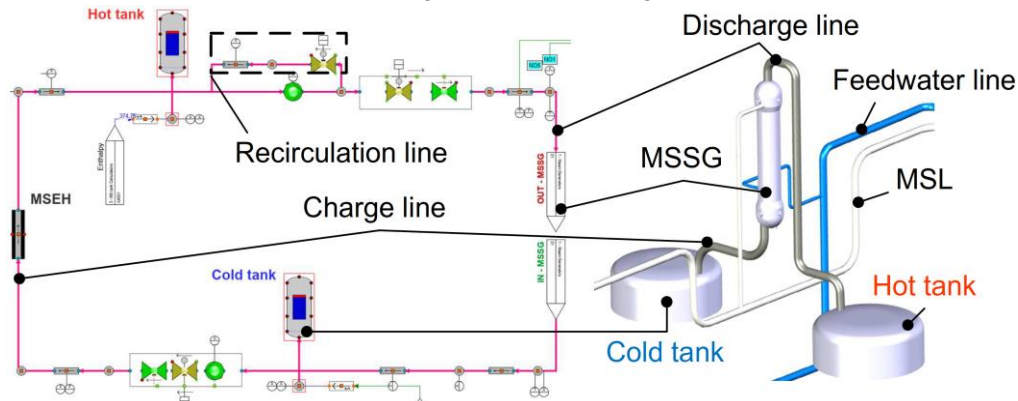 Hot tank
Discharge line
Feedwater line
Recirculation line
Enthalpy
MSSG
OUT - MSSG
MSL
MSEH
Charge line
IN - MSSG
Cold tank
Hot tank
Cold tank